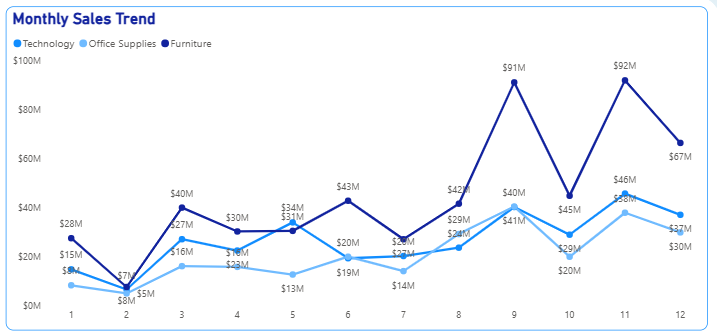 Monthly Sales Trend
Technology Office Supplies Furniture
$100M
$80M
$60M
$40M
$20M
$0M
$28M
$15M
$7M
$8M
$5M
$40M
$27M
$16M
$30M
$23M
$34M
$31M
$13M
$43M
$20M
$19M
$27M
$14M
$42M
$29M
$24M
$91M
$40M
$41M
$45M
$29M
$20M
$92M
$46M
$38M
$67M
$37M
$30M
1 2 3 4 5 6 7 8 9 10 11 12